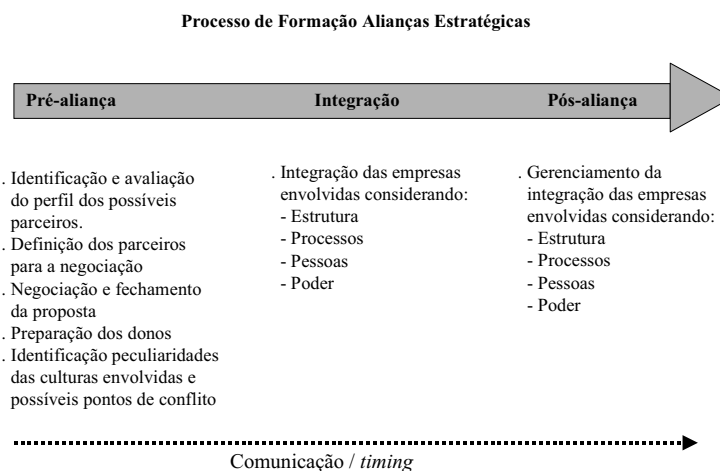 Processo de Formação Alianças Estratégicas
Pré-aliança
Integração
Pós-aliança
. Identificação e avaliação
do perfil dos possíveis
parceiros.
. Definição dos parceiros
para a negociação
. Negociação e fechamento
da proposta
. Preparação dos donos
. Identificação peculiaridades
das culturas envolvidas e
possíveis pontos de conflito
. Integração das empresas
envolvidas considerando:
- Estrutura
- Processos
- Pessoas
- Poder
. Gerenciamento da
integração das empresas
envolvidas considerando:
- Estrutura
- Processos
- Pessoas
- Poder
Comunicação / timing